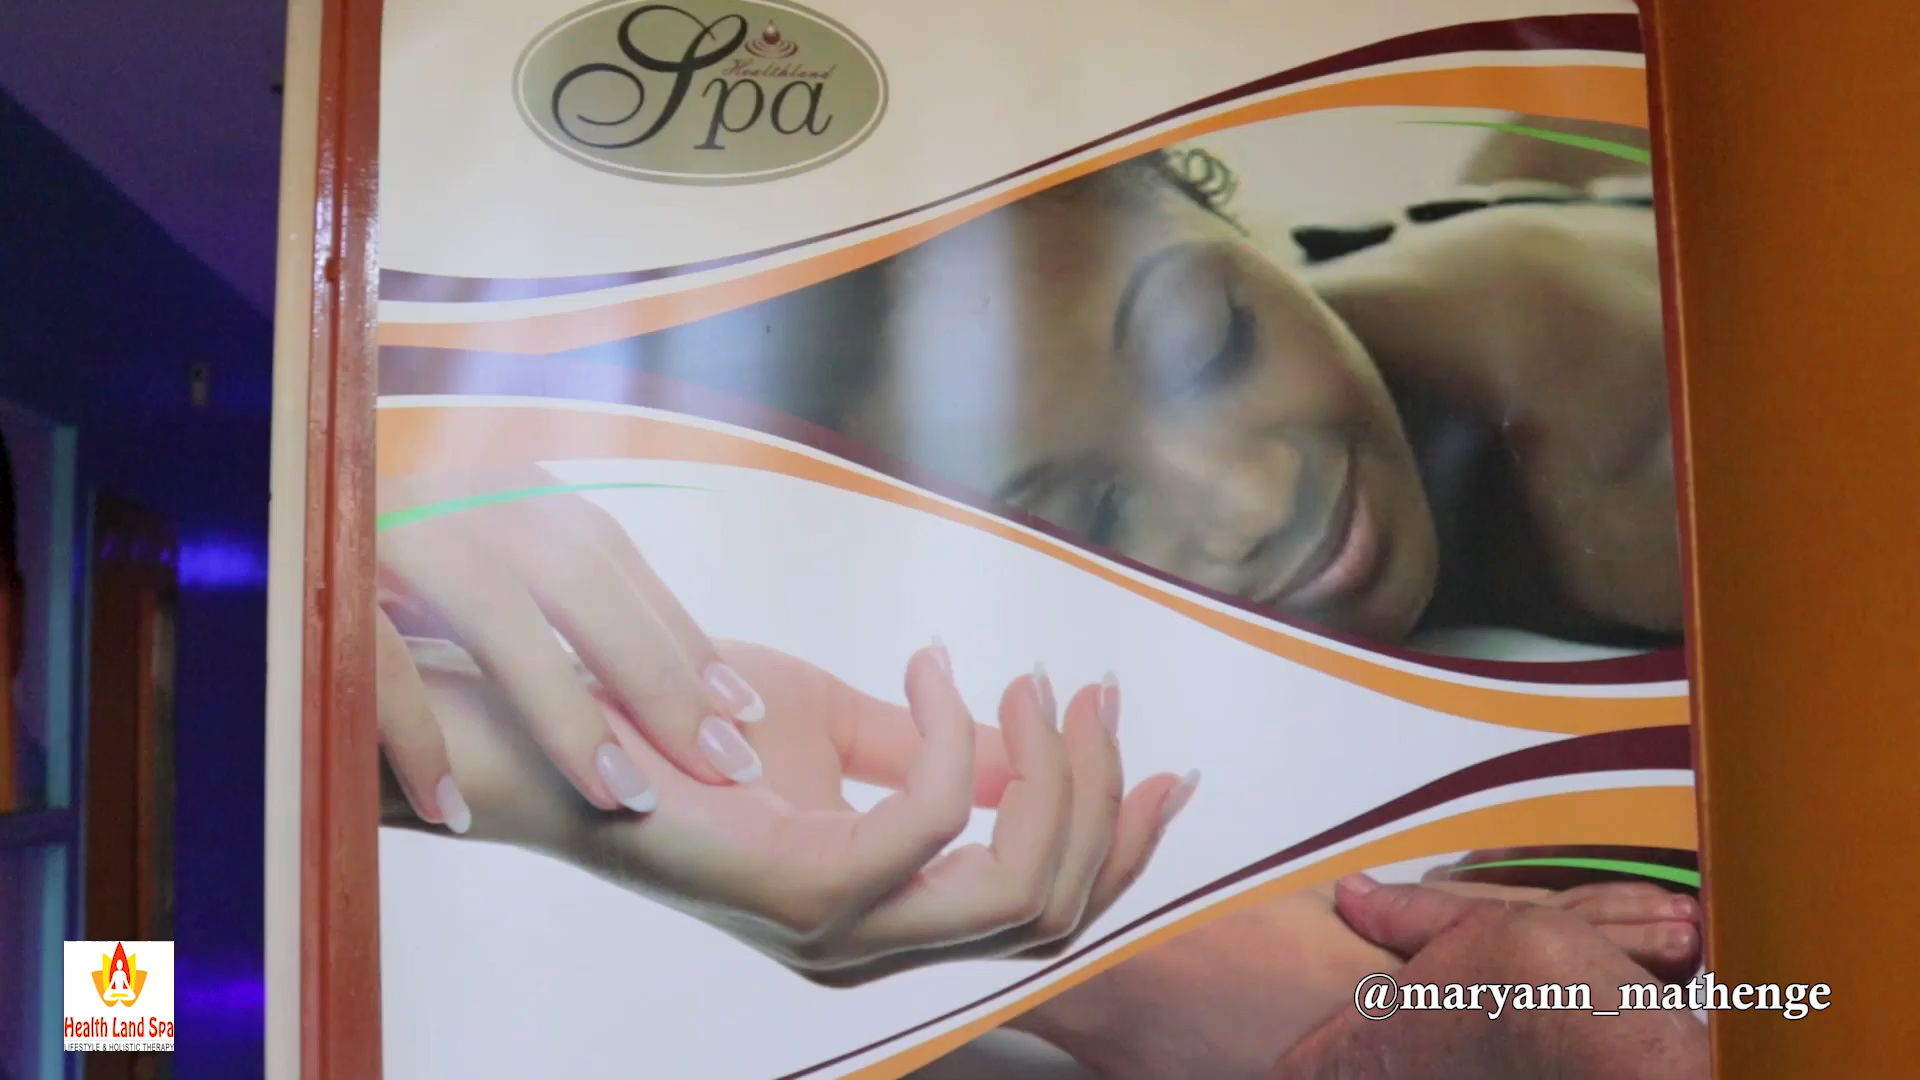 Healthland
Spa
Health Land Spa
LIFESTYLE & HOLISTIC THERAPY
@maryann_mathenge